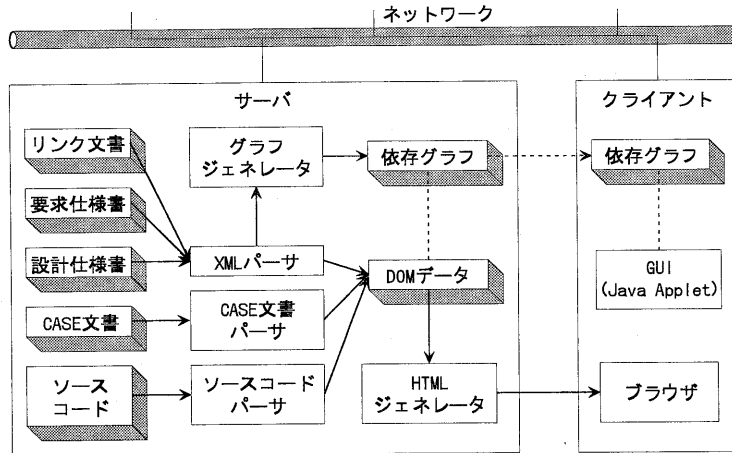 ネットワーク
サーバ
クライアント
リンク文書
グラフ
ジェネレータ
依存グラフ
依存グラフ
要求仕様書
設計仕様書
XMLパーサ
DOMデータ
GUI
(Java Applet)
CASE文書
CASE文書
パーサ
ソース
コード
ソースコード
パーサ
HTML
ジェネレータ
ブラウザ